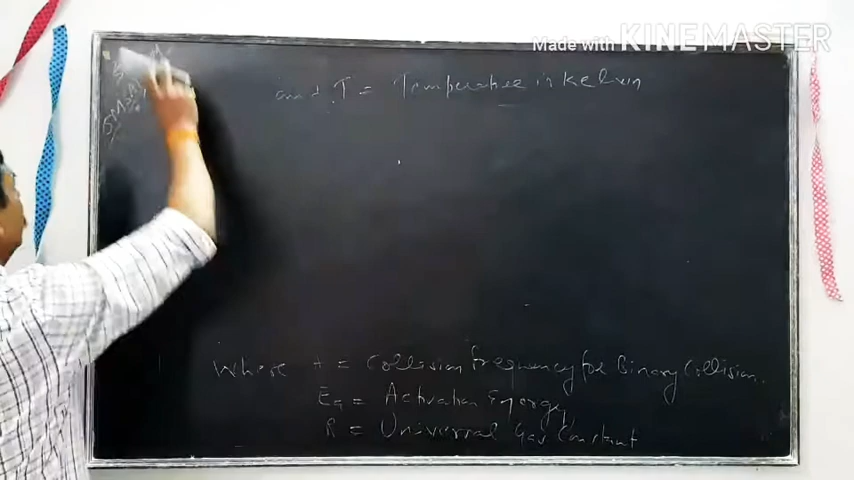 Made with KINEMASTER
and T = Temperature in Kelvin
Where A = Collision frequency for Binary Collision.
Ea = Activation Energy
R = Universal Gas Constant